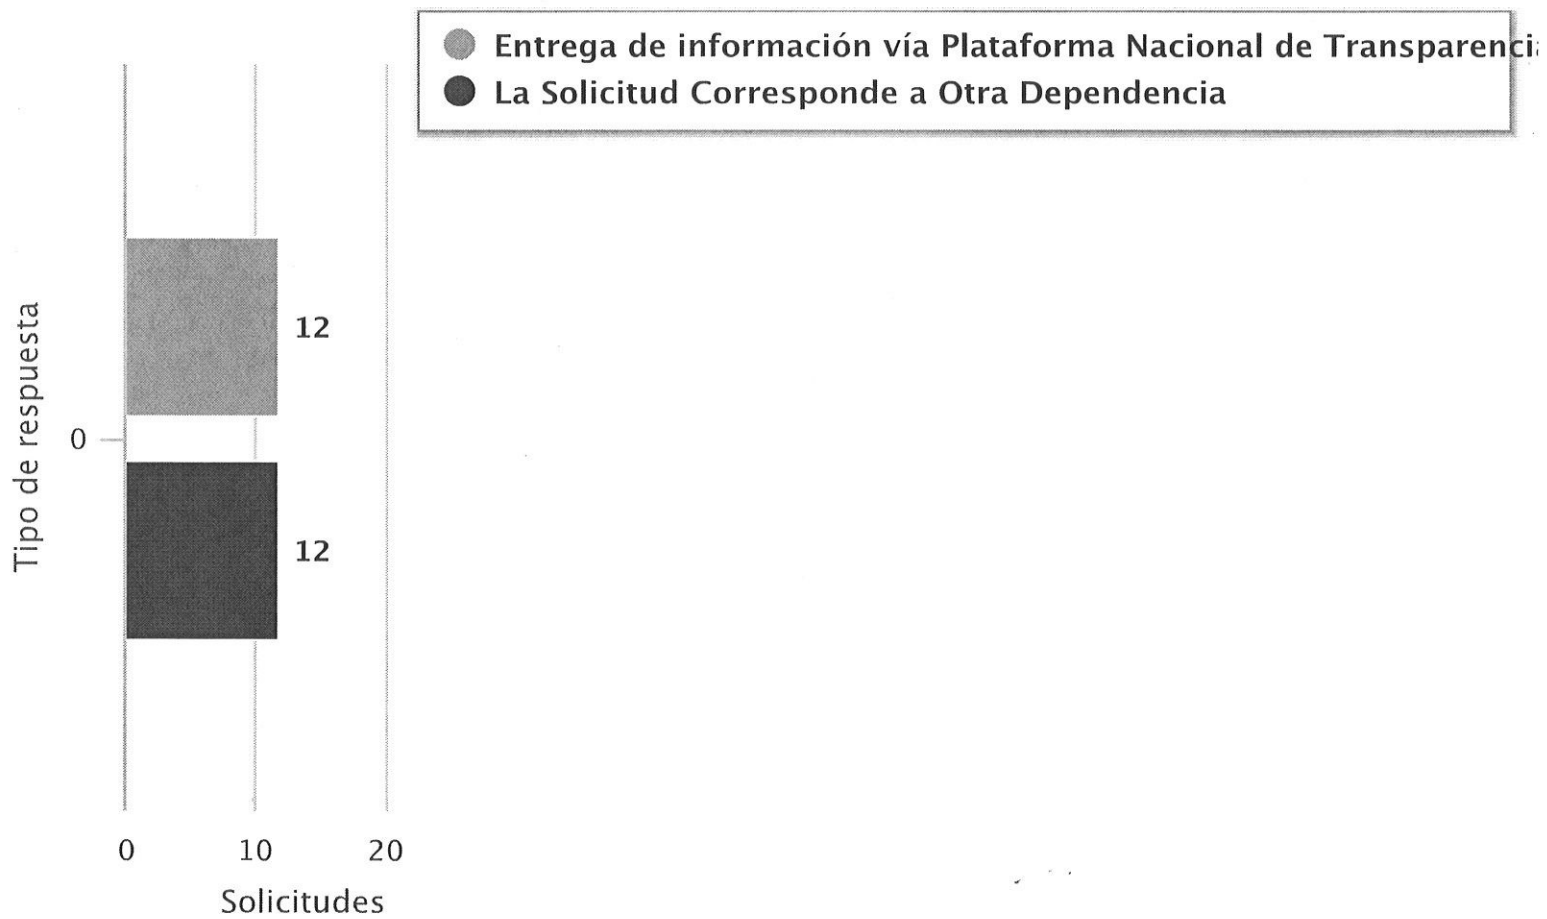 Entrega de información vía Plataforma Nacional de Transparenci
La Solicitud Corresponde a Otra Dependencia
Tipo de respuesta
12
0
12
0 10 20
Solicitudes